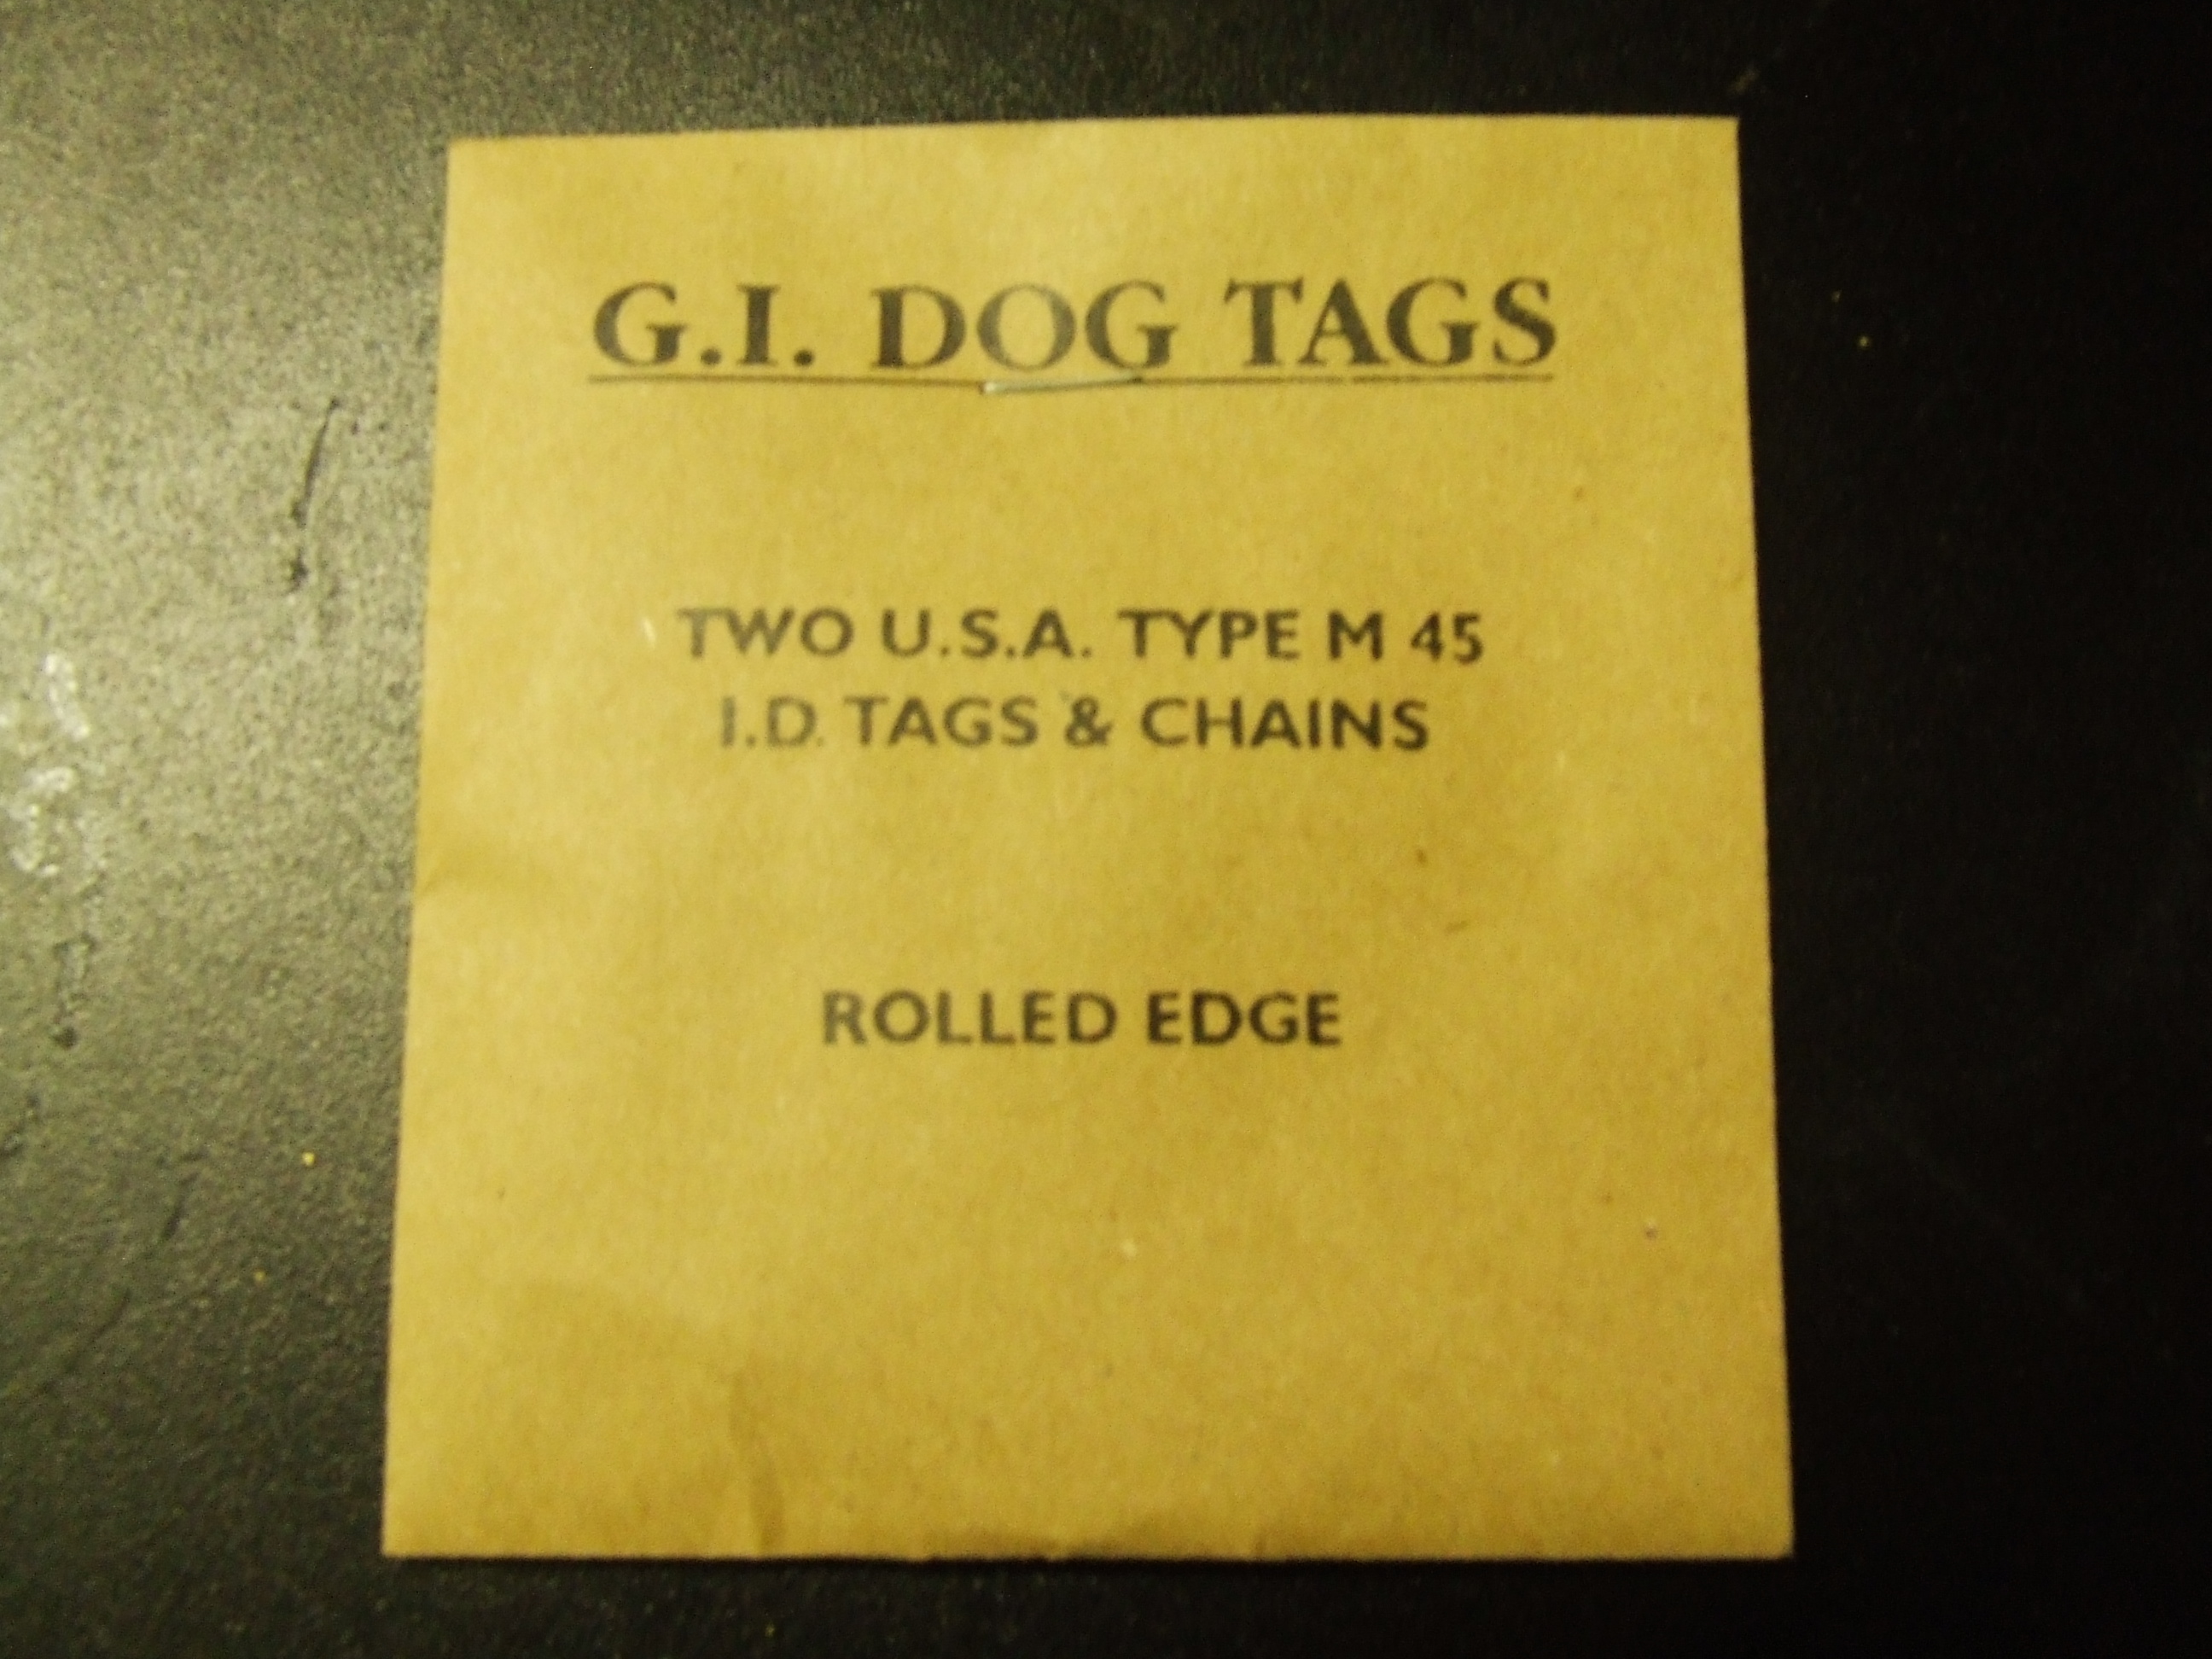 G.I. DOG TAGS
TWO U.S.A. TYPE M 45
I.D. TAGS & CHAINS
ROLLED EDGE